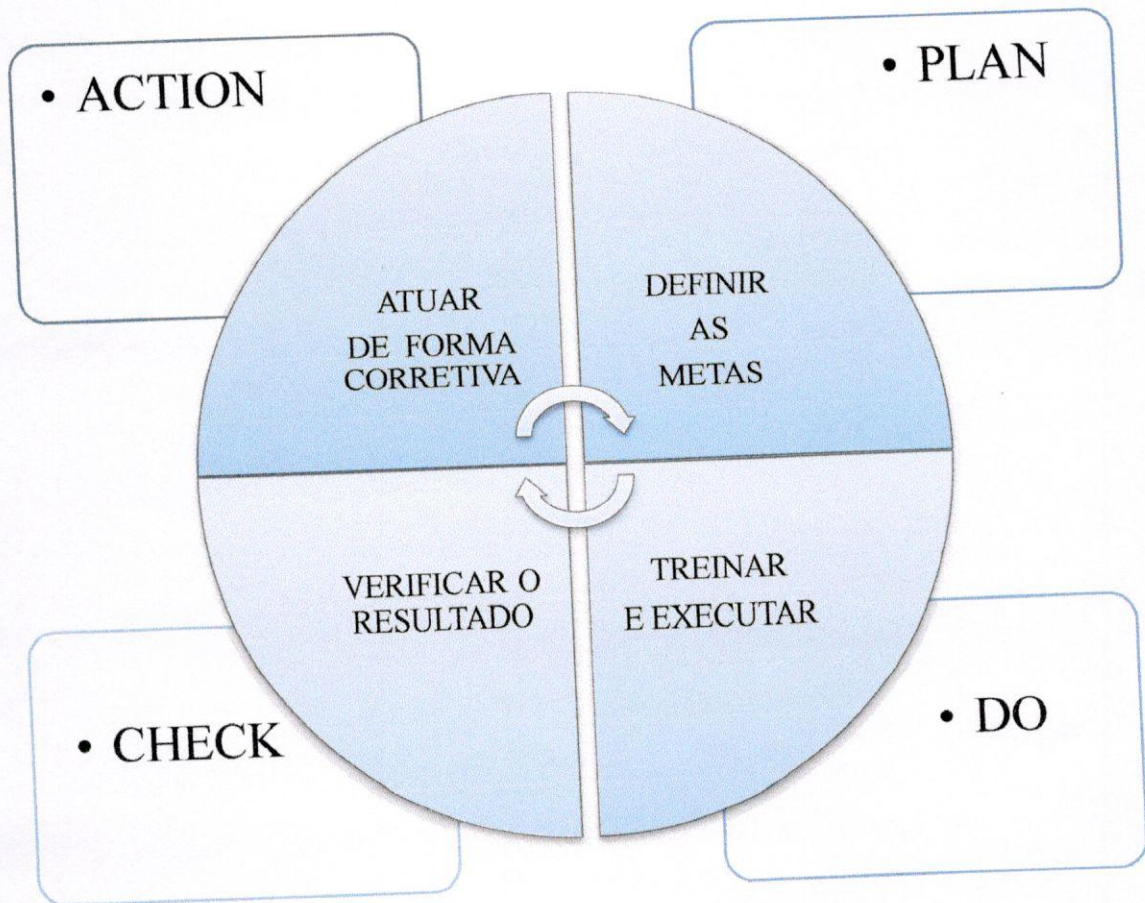 • ACTION
• PLAN
ATUAR
DE FORMA
CORRETIVA
DEFINIR
AS
METAS
VERIFICAR O
RESULTADO
TREINAR
E EXECUTAR
• CHECK
• DO